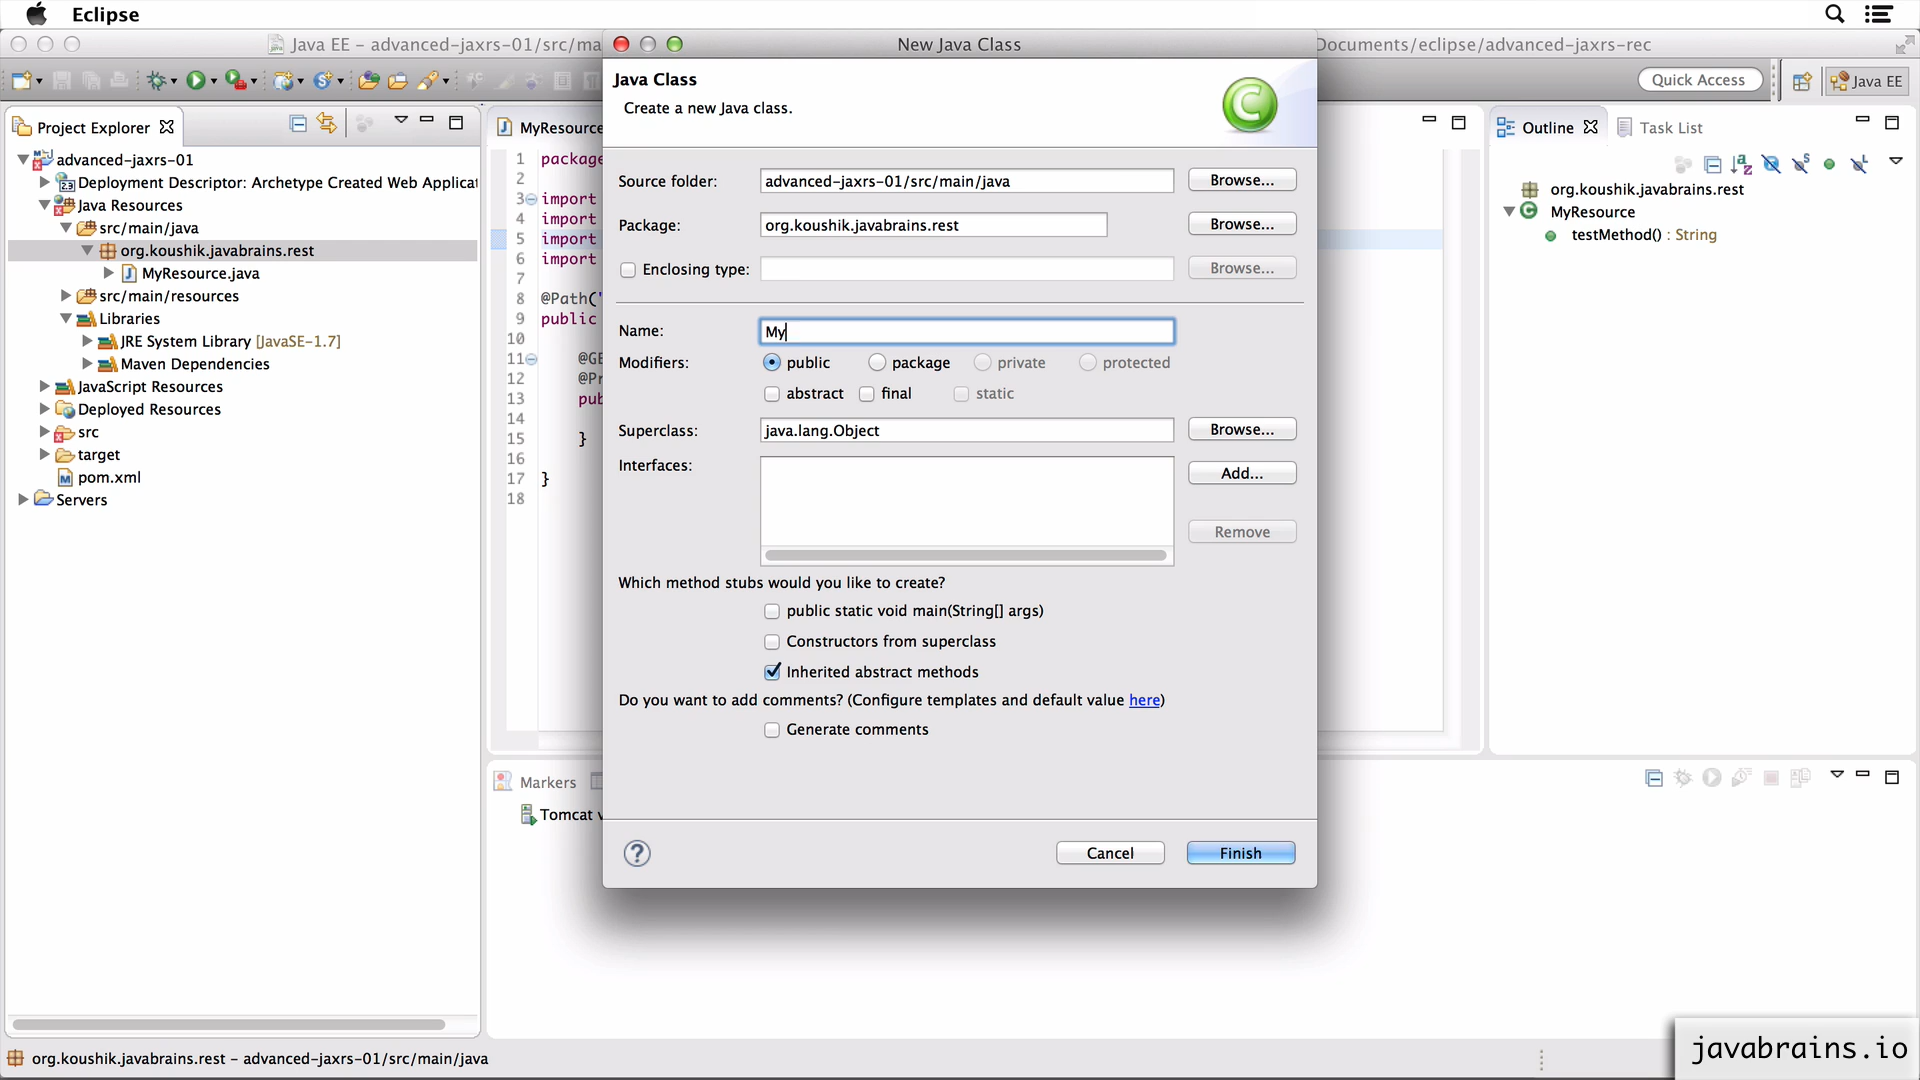 Eclipse
Java EE – advanced-jaxrs-01/src/ma
New Java Class
Documents/eclipse/advanced-jaxrs-rec
Quick Access
Java EE
Project Explorer
advanced-jaxrs-01
Deployment Descriptor: Archetype Created Web Applicat
Java Resources
src/main/java
org.koushik.javabrains.rest
MyResource.java
src/main/resources
Libraries
JRE System Library [JavaSE-1.7]
Maven Dependencies
JavaScript Resources
Deployed Resources
src
target
pom.xml
Servers
MyResource
1 package
2
3 import
4 import
5 import
6 import
7
8 @Path("
9 public
10
11 @GE
12 @Pr
13 pub
14
15 }
16
17 }
18
Java Class
Create a new Java class.
Source folder: advanced-jaxrs-01/src/main/java Browse...
Package: org.koushik.javabrains.rest Browse...
Enclosing type: Browse...
Name: My
Modifiers: public package private protected
abstract final static
Superclass: java.lang.Object Browse...
Interfaces: Add...
Remove
Which method stubs would you like to create?
public static void main(String[] args)
Constructors from superclass
Inherited abstract methods
Do you want to add comments? (Configure templates and default value here)
Generate comments
Cancel Finish
Outline Task List
org.koushik.javabrains.rest
MyResource
testMethod() : String
Markers
Tomcat v
org.koushik.javabrains.rest – advanced-jaxrs-01/src/main/java
javabrains.io